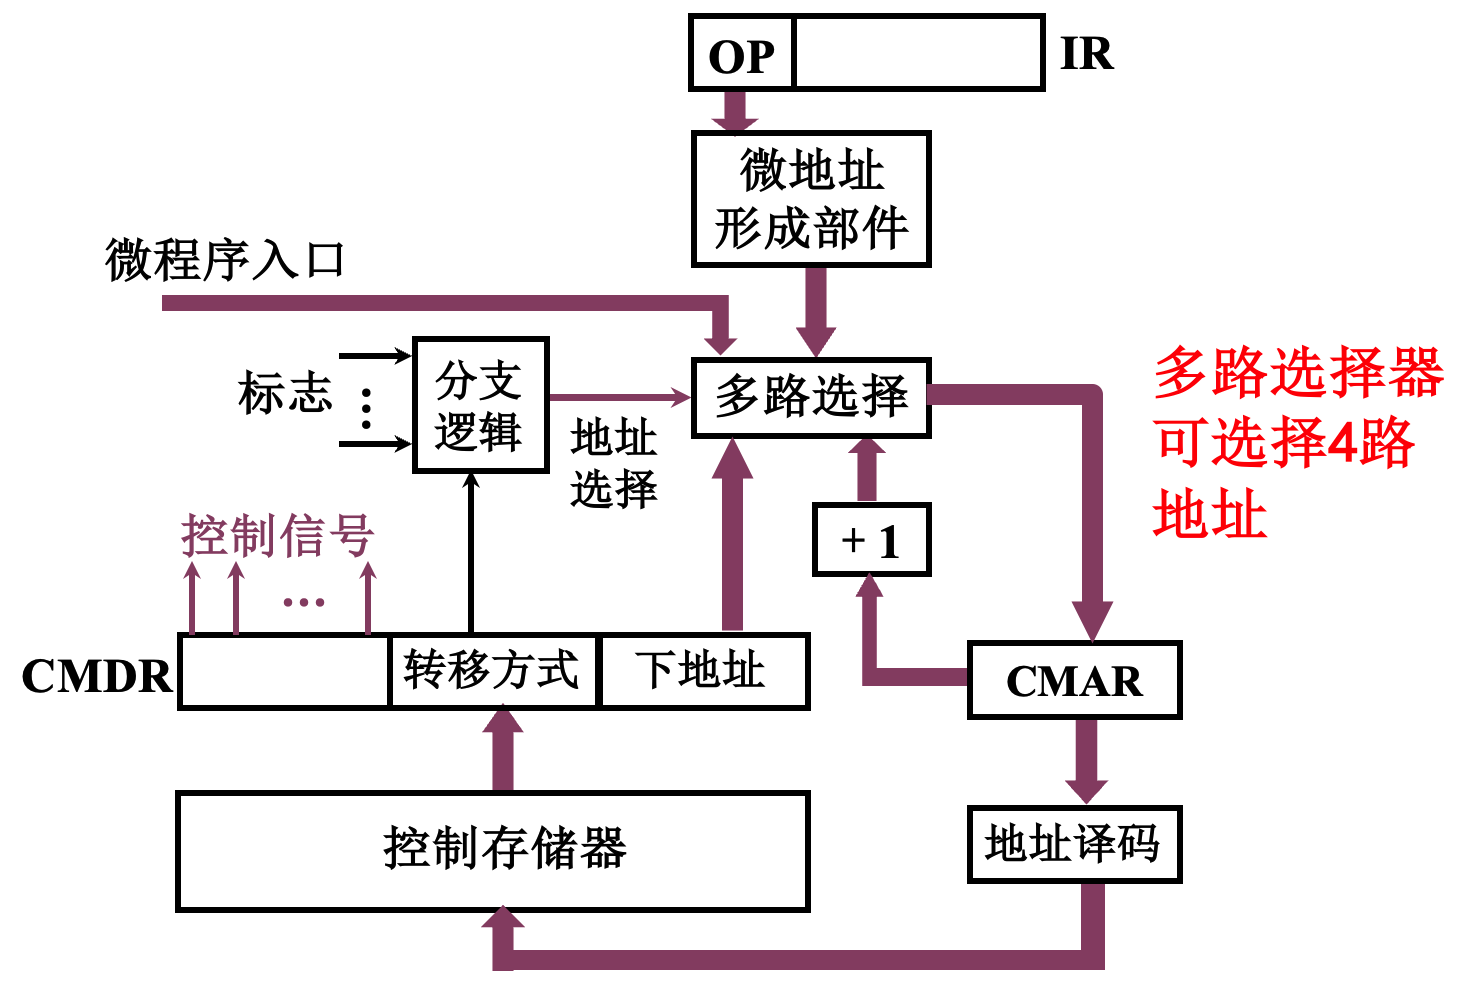 OP
IR
微地址
形成部件
微程序入口
标志
分支
逻辑
地址
选择
多路选择
多路选择器
可选择4路
地址
+ 1
控制信号
…
CMDR
转移方式
下地址
CMAR
控制存储器
地址译码